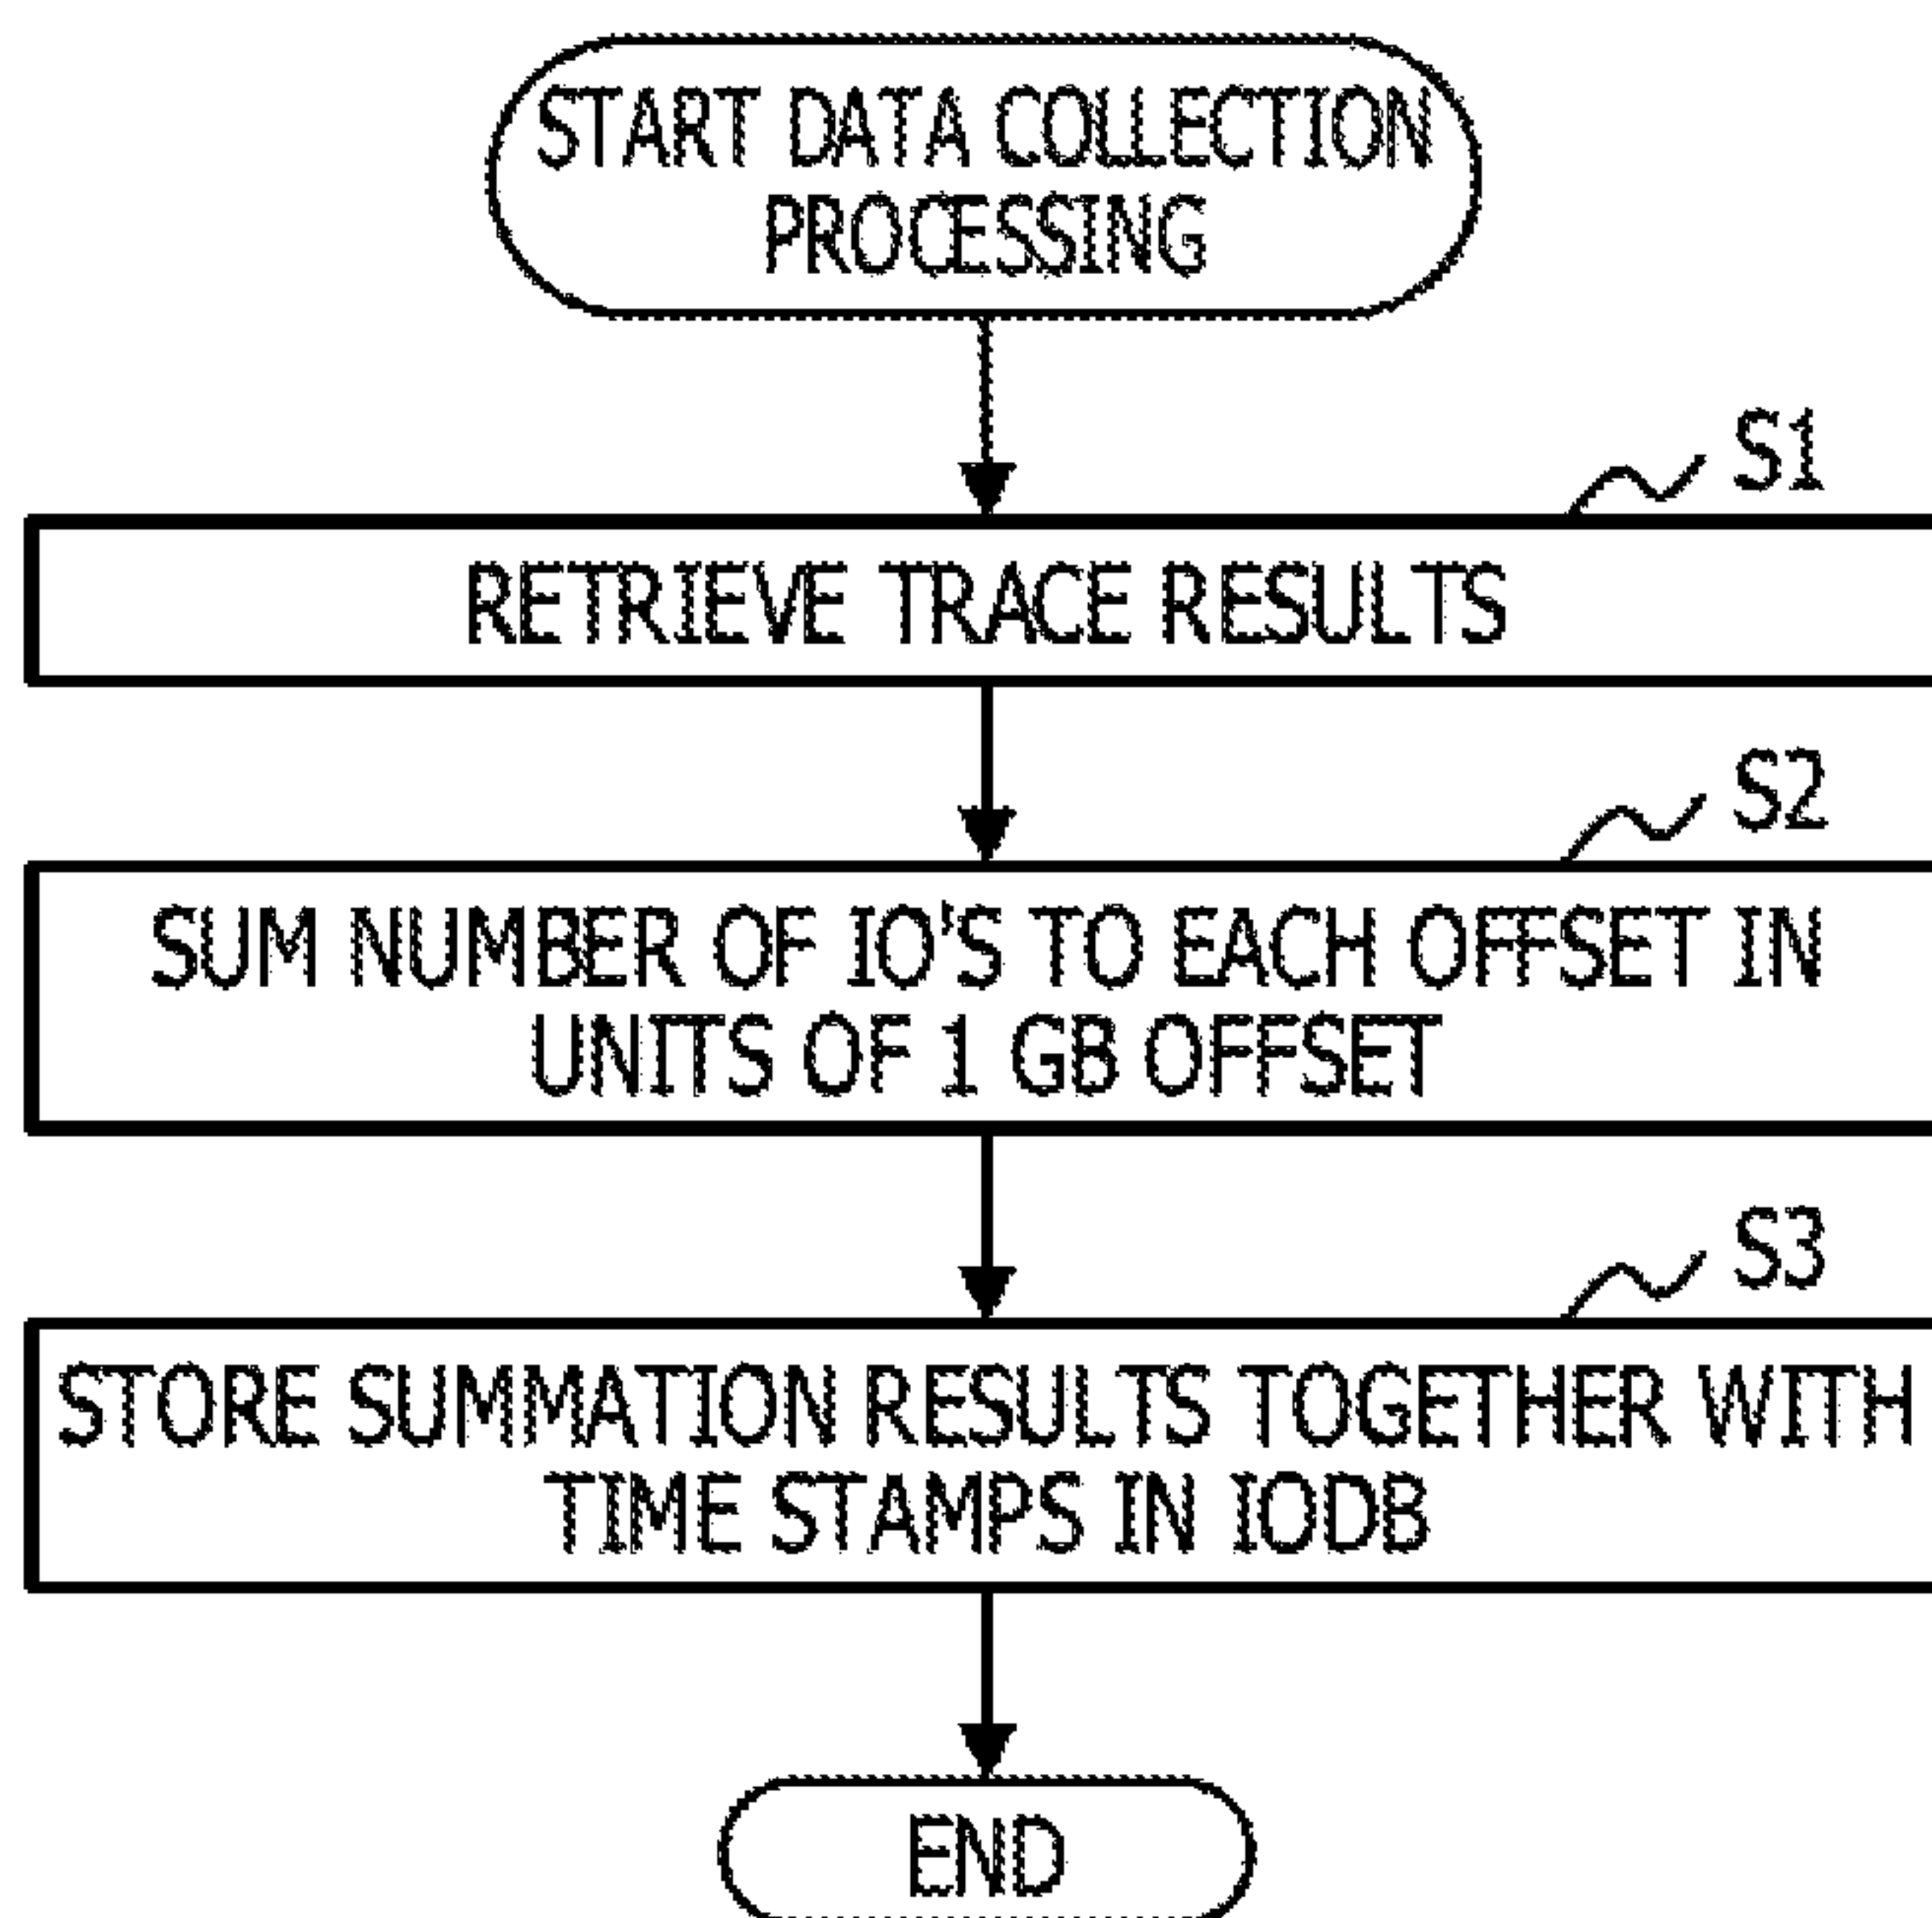 START DATA COLLECTION
PROCESSING
S1
RETRIEVE TRACE RESULTS
S2
SUM NUMBER OF IO'S TO EACH OFFSET IN
UNITS OF 1 GB OFFSET
S3
STORE SUMMATION RESULTS TOGETHER WITH
TIME STAMPS IN IODB
END